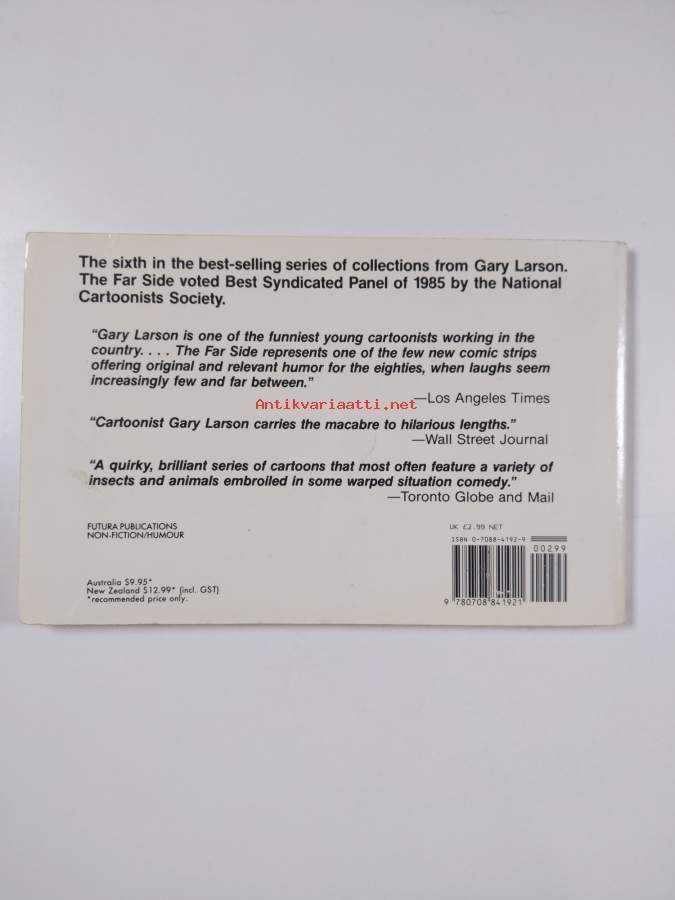 The sixth in the best-selling series of collections from Gary Larson.
The Far Side voted Best Syndicated Panel of 1985 by the National
Cartoonists Society.
“Gary Larson is one of the funniest young cartoonists working in the
country. . . . The Far Side represents one of the few new comic strips
offering original and relevant humor for the eighties, when laughs seem
increasingly few and far between.”
—Los Angeles Times
Antikvariaatti.net
“Cartoonist Gary Larson carries the macabre to hilarious lengths.”
—Wall Street Journal
“A quirky, brilliant series of cartoons that most often feature a variety of
insects and animals embroiled in some warped situation comedy.”
—Toronto Globe and Mail
FUTURA PUBLICATIONS
NON-FICTION/HUMOUR
UK £2.99 NET
ISBN 0-7088-4192-9
00299
Australia $9.95*
New Zealand $12.99* (incl. GST)
*recommended price only.
9 780708 841921